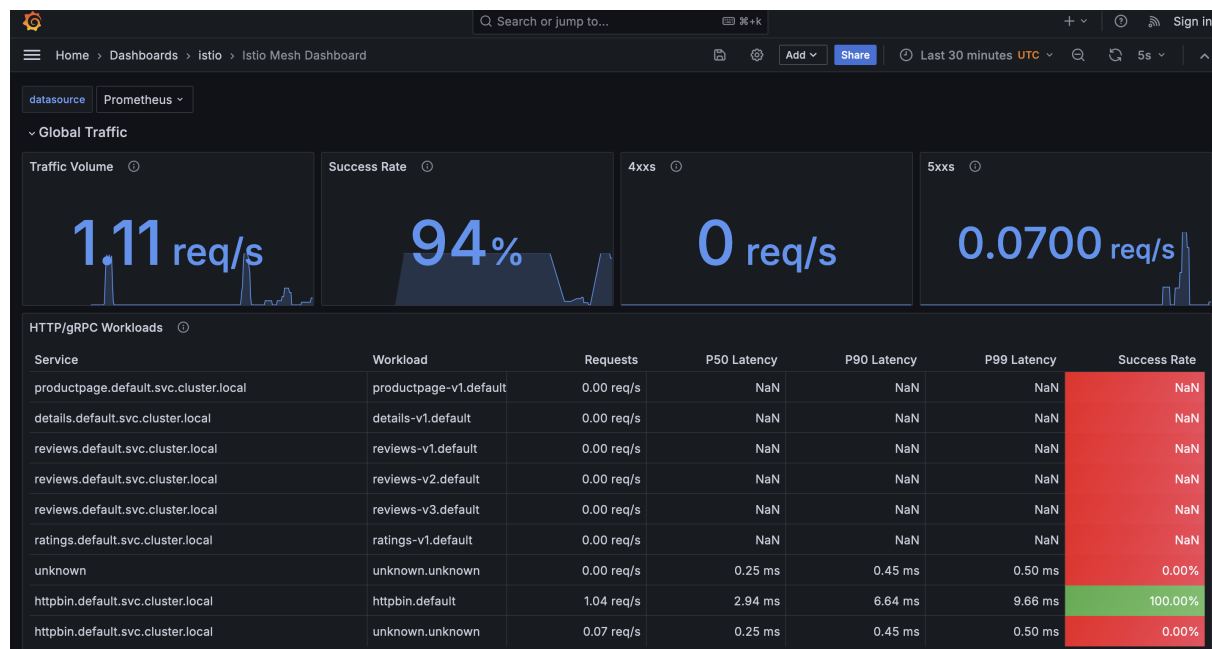 Search or jump to... ⌘+k Sign in
Home › Dashboards › istio › Istio Mesh Dashboard Add Share Last 30 minutes UTC 5s
datasource Prometheus
Global Traffic
Traffic Volume Success Rate 4xxs 5xxs
1.11 req/s 94% 0 req/s 0.0700 req/s
HTTP/gRPC Workloads
Service Workload Requests P50 Latency P90 Latency P99 Latency Success Rate
productpage.default.svc.cluster.local productpage-v1.default 0.00 req/s NaN NaN NaN NaN
details.default.svc.cluster.local details-v1.default 0.00 req/s NaN NaN NaN NaN
reviews.default.svc.cluster.local reviews-v1.default 0.00 req/s NaN NaN NaN NaN
reviews.default.svc.cluster.local reviews-v2.default 0.00 req/s NaN NaN NaN NaN
reviews.default.svc.cluster.local reviews-v3.default 0.00 req/s NaN NaN NaN NaN
ratings.default.svc.cluster.local ratings-v1.default 0.00 req/s NaN NaN NaN NaN
unknown unknown.unknown 0.00 req/s 0.25 ms 0.45 ms 0.50 ms 0.00%
httpbin.default.svc.cluster.local httpbin.default 1.04 req/s 2.94 ms 6.64 ms 9.66 ms 100.00%
httpbin.default.svc.cluster.local unknown.unknown 0.07 req/s 0.25 ms 0.45 ms 0.50 ms 0.00%